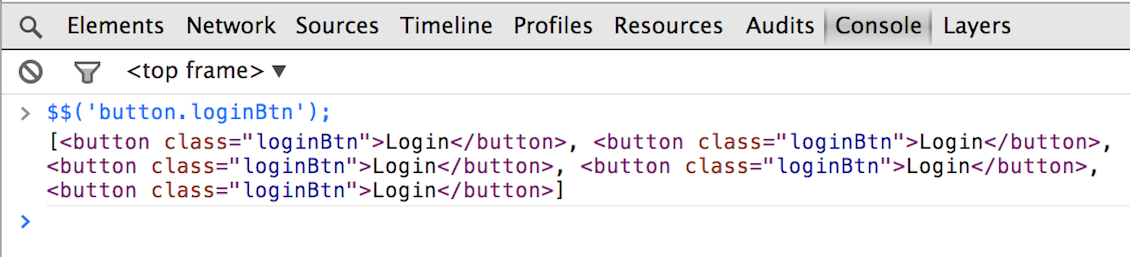 Elements Network Sources Timeline Profiles Resources Audits Console Layers
<top frame> ▼
> $$('button.loginBtn');
[<button class="loginBtn">Login</button>, <button class="loginBtn">Login</button>,
<button class="loginBtn">Login</button>, <button class="loginBtn">Login</button>,
<button class="loginBtn">Login</button>]
>